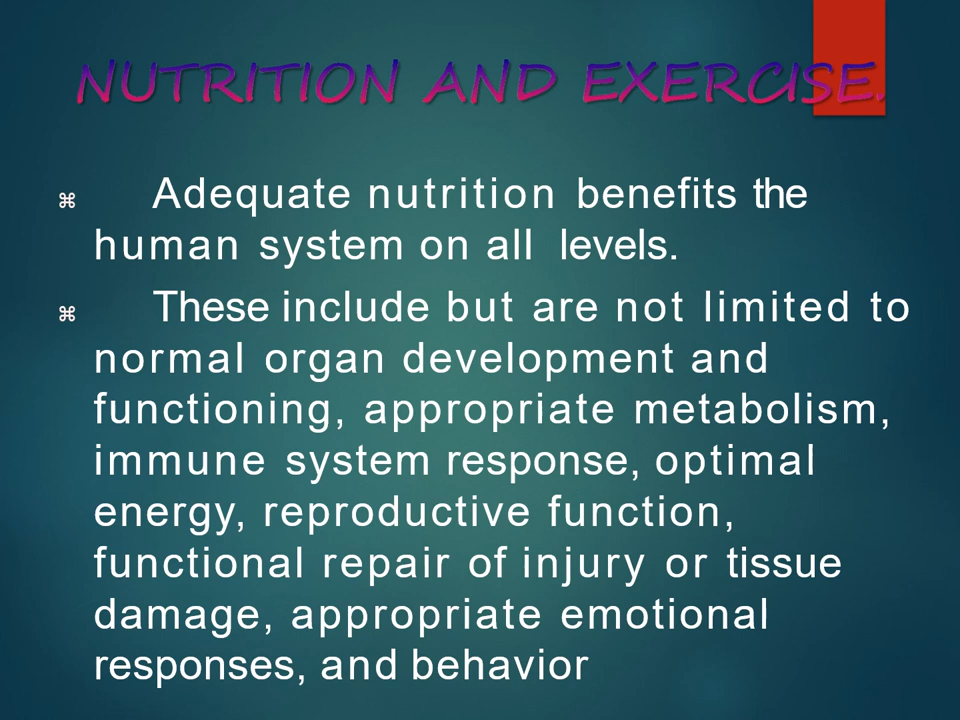 NUTRITION AND EXERCISE.
⌘ Adequate nutrition benefits the
human system on all levels.
⌘ These include but are not limited to
normal organ development and
functioning, appropriate metabolism,
immune system response, optimal
energy, reproductive function,
functional repair of injury or tissue
damage, appropriate emotional
responses, and behavior